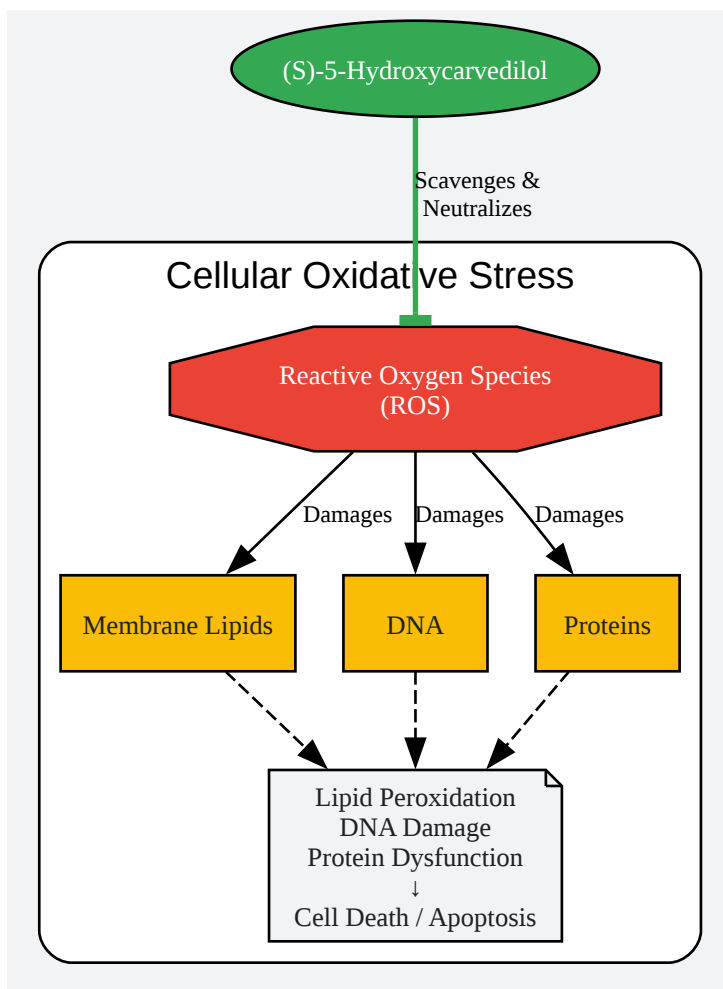 (S)-5-Hydroxycarvedilol
Scavenges &
Neutralizes
Cellular Oxidative Stress
Reactive Oxygen Species
(ROS)
Damages
Damages
Damages
Membrane Lipids
DNA
Proteins
Lipid Peroxidation
DNA Damage
Protein Dysfunction
↓
Cell Death / Apoptosis